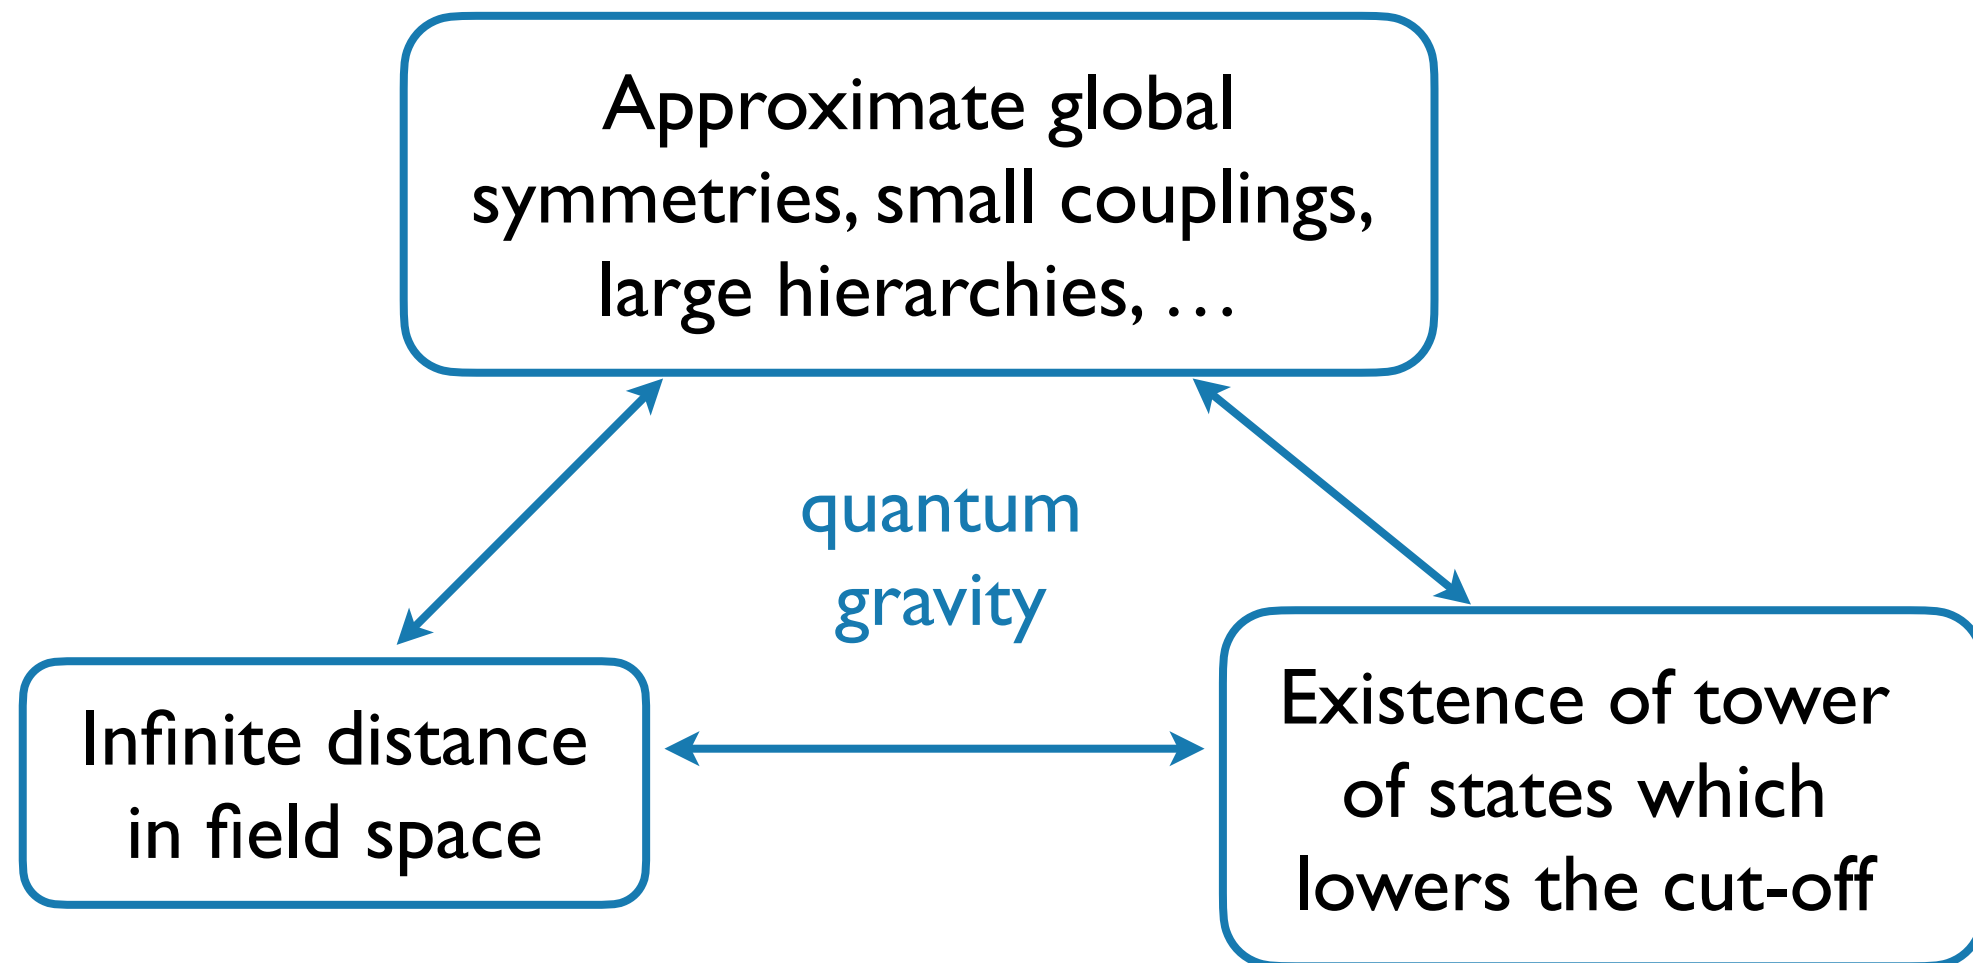 Approximate global
symmetries, small couplings,
large hierarchies, …
quantum
gravity
Infinite distance
in field space
Existence of tower
of states which
lowers the cut-off